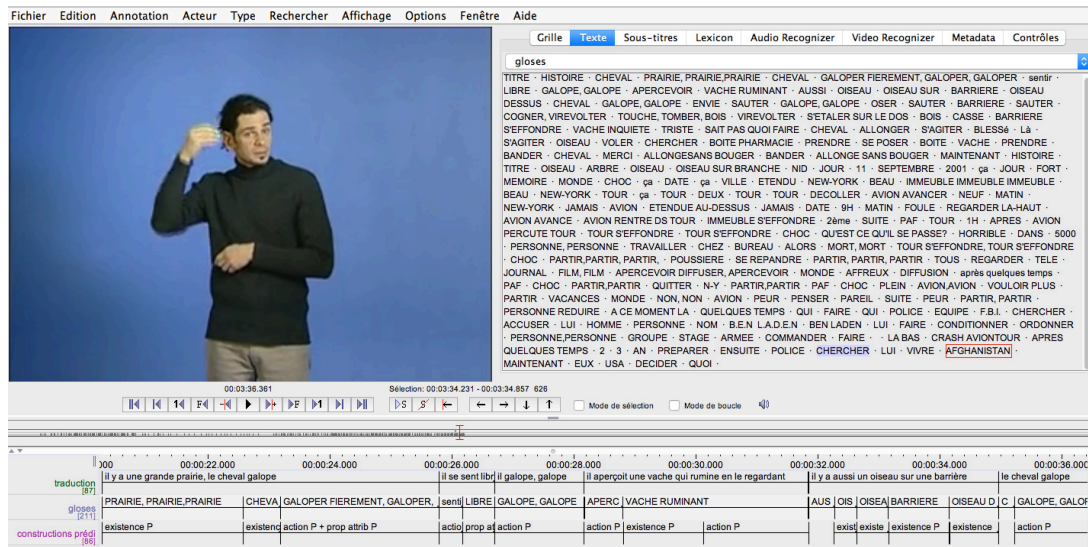 Fichier Edition Annotation Acteur Type Rechercher Affichage Options Fenêtre Aide
Grille Texte Sous-titres Lexicon Audio Recognizer Video Recognizer Metadata Contrôles
gloses
TITRE · HISTOIRE · CHEVAL · PRAIRIE, PRAIRIE,PRAIRIE · CHEVAL · GALOPER FIEREMENT, GALOPER, GALOPER · sentir ·
LIBRE · GALOPE, GALOPE · APERCEVOIR · VACHE RUMINANT · AUSSI · OISEAU · OISEAU SUR · BARRIERE · OISEAU
DESSUS · CHEVAL · GALOPE, GALOPE · ENVIE · SAUTER · GALOPE, GALOPE · OSER · SAUTER · BARRIERE · SAUTER ·
COGNER, VIREVOLTER · TOUCHE, TOMBER, BOIS · VIREVOLTER · S'ETALER SUR LE DOS · BOIS · CASSE · BARRIERE
S'EFFONDRE · VACHE INQUIETE · TRISTE · SAIT PAS QUOI FAIRE · CHEVAL · ALLONGER · S'AGITER · BLESSé · Là ·
S'AGITER · OISEAU · VOLER · CHERCHER · BOITE PHARMACIE · PRENDRE · SE POSER · BOITE · VACHE · PRENDRE ·
BANDER · CHEVAL · MERCI · ALLONGESANS BOUGER · BANDER · ALLONGE SANS BOUGER · MAINTENANT · HISTOIRE ·
TITRE · OISEAU · ARBRE · OISEAU · OISEAU SUR BRANCHE · NID · JOUR · 11 · SEPTEMBRE · 2001 · ça · JOUR · FORT ·
MEMOIRE · MONDE · CHOC · ça · DATE · ça · VILLE · ETENDU · NEW-YORK · BEAU · IMMEUBLE IMMEUBLE IMMEUBLE ·
BEAU · NEW-YORK · TOUR · ça · TOUR · DEUX · TOUR · TOUR · DECOLLER · AVION AVANCER · NEUF · MATIN ·
NEW-YORK · JAMAIS · AVION · ETENDUE AU-DESSUS · JAMAIS · DATE · 9H · MATIN · FOULE · REGARDER LA-HAUT ·
AVION AVANCE · AVION RENTRE DS TOUR · IMMEUBLE S'EFFONDRE · 2ème · SUITE · PAF · TOUR · 1H · APRES · AVION
PERCUTE TOUR · TOUR S'EFFONDRE · TOUR S'EFFONDRE · CHOC · QU'EST CE QU'IL SE PASSE? · HORRIBLE · DANS · 5000
· PERSONNE, PERSONNE · TRAVAILLER · CHEZ · BUREAU · ALORS · MORT, MORT · TOUR S'EFFONDRE, TOUR S'EFFONDRE
· CHOC · PARTIR,PARTIR, PARTIR, · POUSSIERE · SE REPANDRE · PARTIR, PARTIR, PARTIR · TOUS · REGARDER · TELE ·
JOURNAL · FILM, FILM · APERCEVOIR DIFFUSER, APERCEVOIR · MONDE · AFFREUX · DIFFUSION · après quelques temps ·
PAF · CHOC · PARTIR,PARTIR · QUITTER · N-Y · PARTIR,PARTIR · PAF · CHOC · PLEIN · AVION,AVION · VOULOIR PLUS ·
PARTIR · VACANCES · MONDE · NON, NON · AVION · PEUR · PENSER · PAREIL · SUITE · PEUR · PARTIR, PARTIR ·
PERSONNE REDUIRE · A CE MOMENT LA · QUELQUES TEMPS · QUI · FAIRE · QUI · POLICE · EQUIPE · F.B.I. · CHERCHER ·
ACCUSER · LUI · HOMME · PERSONNE · NOM · B.E.N L.A.D.E.N · BEN LADEN · LUI · FAIRE · CONDITIONNER · ORDONNER
· PERSONNE,PERSONNE · GROUPE · STAGE · ARMEE · COMMANDER · FAIRE · · LA BAS · CRASH AVIONTOUR · APRES
QUELQUES TEMPS · 2 · 3 · AN · PREPARER · ENSUITE · POLICE · CHERCHER · LUI · VIVRE · AFGHANISTAN ·
MAINTENANT · EUX · USA · DECIDER · QUOI ·
00:03:36.361 Sélection: 00:03:34.231 - 00:03:34.857 626
Mode de sélection Mode de boucle
000 00:00:22.000 00:00:24.000 00:00:26.000 00:00:28.000 00:00:30.000 00:00:32.000 00:00:34.000 00:00:36.000
traduction [87] il y a une grande prairie, le cheval galope il se sent libr il galope, galope il aperçoit une vache qui rumine en le regardant il y a aussi un oiseau sur une barrière le cheval galope
gloses [211] PRAIRIE, PRAIRIE,PRAIRIE CHEVA GALOPER FIEREMENT, GALOPER, senti LIBRE GALOPE, GALOPE APERC VACHE RUMINANT AUS OIS OISEA BARRIERE OISEAU D C GALOPE, GALOP
constructions prédi [86] existence P existenc action P + prop attrib P actio prop at action P action P existence P action P exist existe existence P existence action P